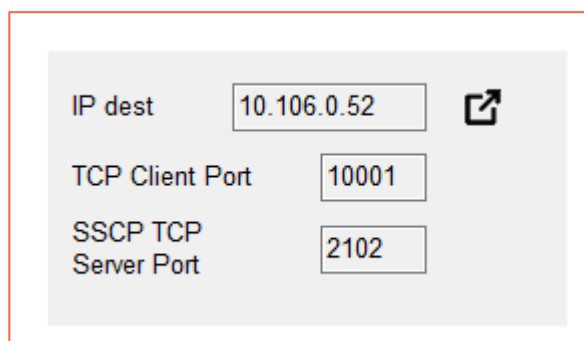 IP dest 10.106.0.52
TCP Client Port 10001
SSCP TCP
Server Port 2102